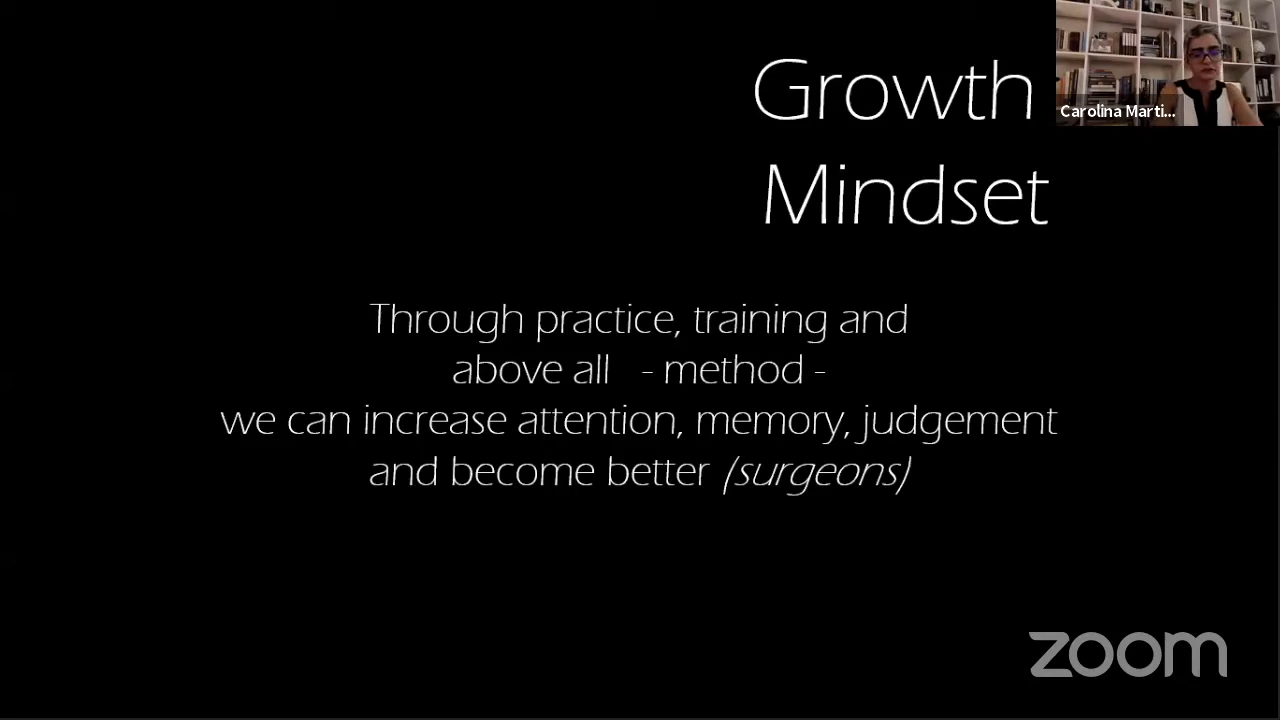 Growth
Mindset
Carolina Marti...
Through practice, training and
above all - method -
we can increase attention, memory, judgement
and become better (surgeons)
zoom